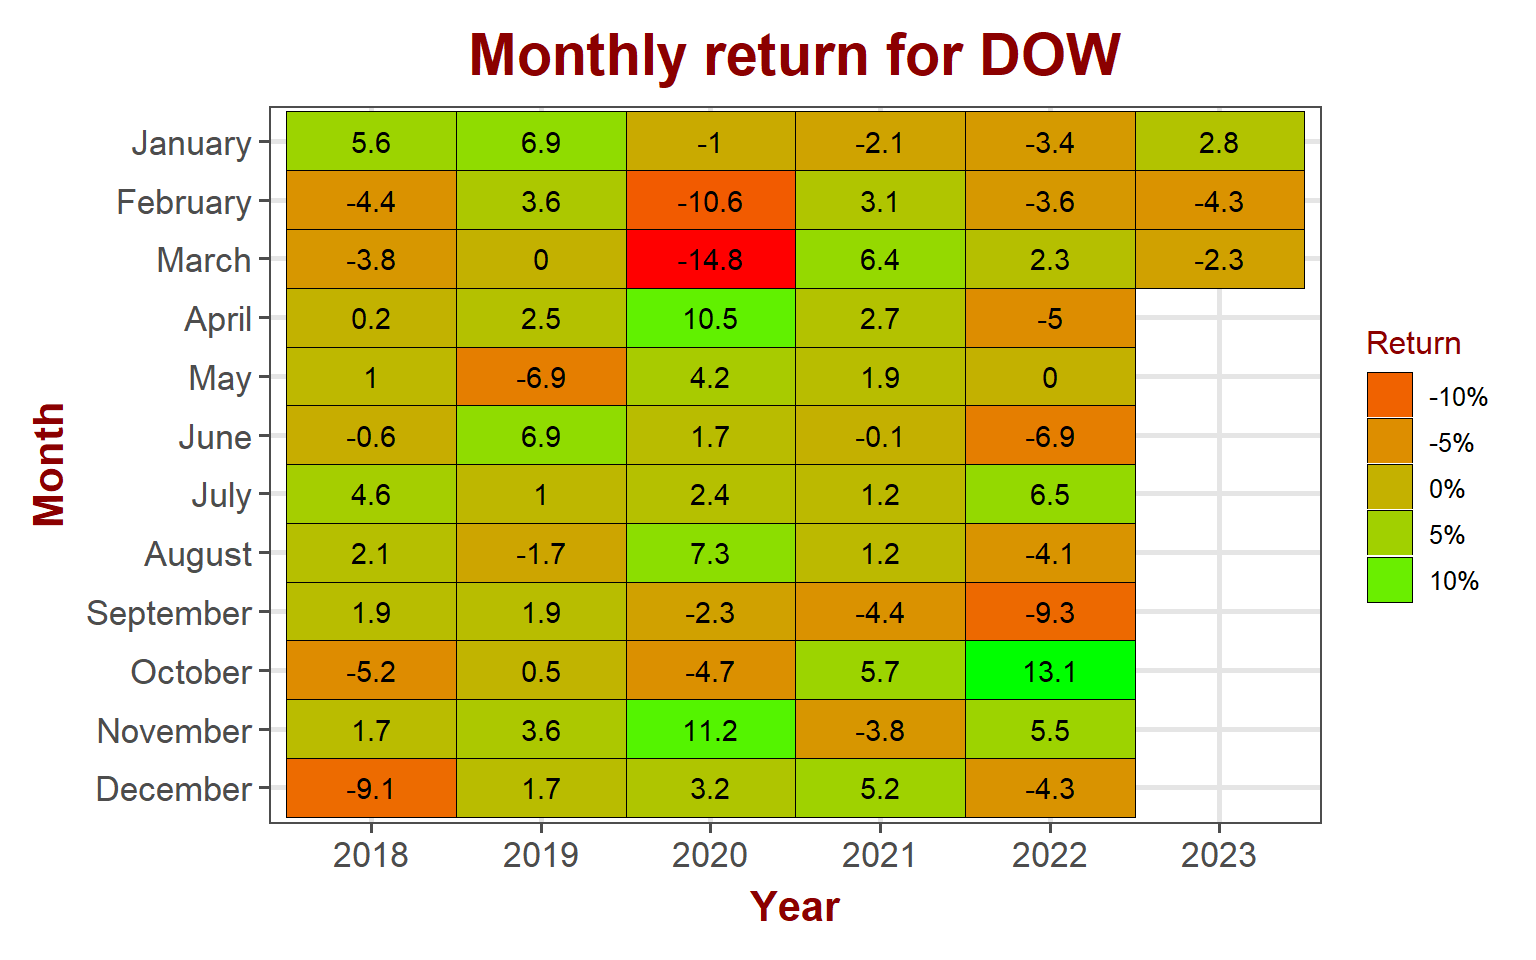 Monthly return for DOW
January 5.6 6.9 -1 -2.1 -3.4 2.8
February -4.4 3.6 -10.6 3.1 -3.6 -4.3
March -3.8 0 -14.8 6.4 2.3 -2.3
April 0.2 2.5 10.5 2.7 -5
May 1 -6.9 4.2 1.9 0
June -0.6 6.9 1.7 -0.1 -6.9
July 4.6 1 2.4 1.2 6.5
August 2.1 -1.7 7.3 1.2 -4.1
September 1.9 1.9 -2.3 -4.4 -9.3
October -5.2 0.5 -4.7 5.7 13.1
November 1.7 3.6 11.2 -3.8 5.5
December -9.1 1.7 3.2 5.2 -4.3
2018 2019 2020 2021 2022 2023
Year
Month
Return
-10%
-5%
0%
5%
10%